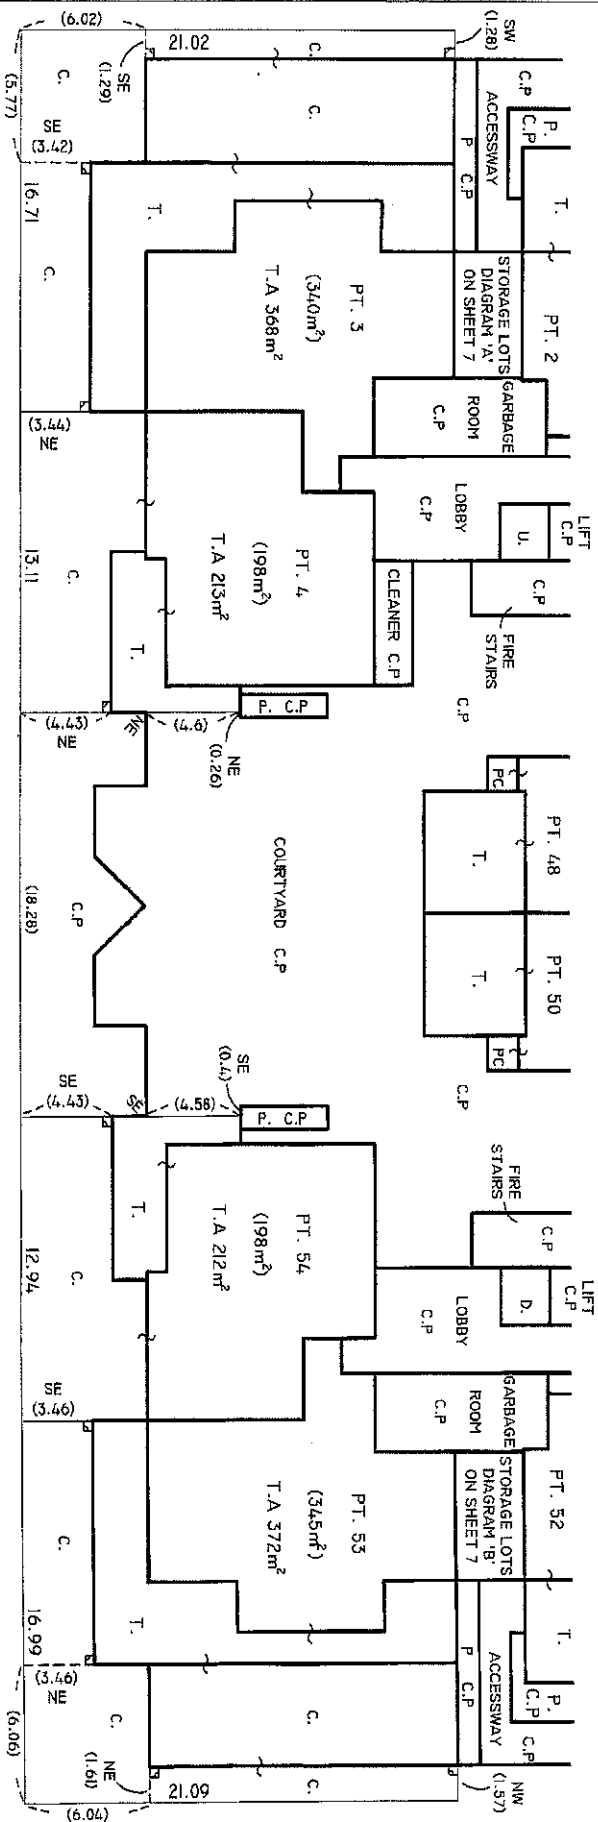 SW
(1.28)
21.02
(6.02)
SE
(1.29)
C.
C.
C.
(5.77)
SE
(3.42)
C.P
ACCESSWAY
P.
C.P
P
C.P
T.
T.
16.71
C.
PT. 2
STORAGE LOTS
DIAGRAM 'A'
ON SHEET 7
PT. 3
(340m²)
T.A 368m²
GARBAGE
ROOM
C.P
(3.44)
NE
LOBBY
C.P
LIFT
C.P
U.
PT. 4
(198m²)
T.A 213m²
C.P
FIRE
STAIRS
CLEANER C.P
13.11
C.
T.
C.P
P. C.P
NE
(0.26)
(4.6)
NE
(4.43)
NE
PC
PT. 48
T.
COURTYARD C.P
C.P
(18.28)
PT. 50
T.
PC
C.P
SE
(0.4)
P. C.P
(4.58)
SE
SE
(4.43)
FIRE
STAIRS
C.P
PT. 54
(198m²)
T.A 212m²
T.
12.94
C.
LIFT
C.P
D.
LOBBY
C.P
GARBAGE
ROOM
C.P
SE
(3.46)
PT. 52
STORAGE LOTS
DIAGRAM 'B'
ON SHEET 7
PT. 53
(345m²)
T.A 372m²
C.
16.99
T.
T.
P.
C.P
ACCESSWAY
C.P
P
C.P
(3.46)
NE
C.
C.
C.
(6.06)
NE
(1.61)
21.09
(6.04)
NW
(1.57)